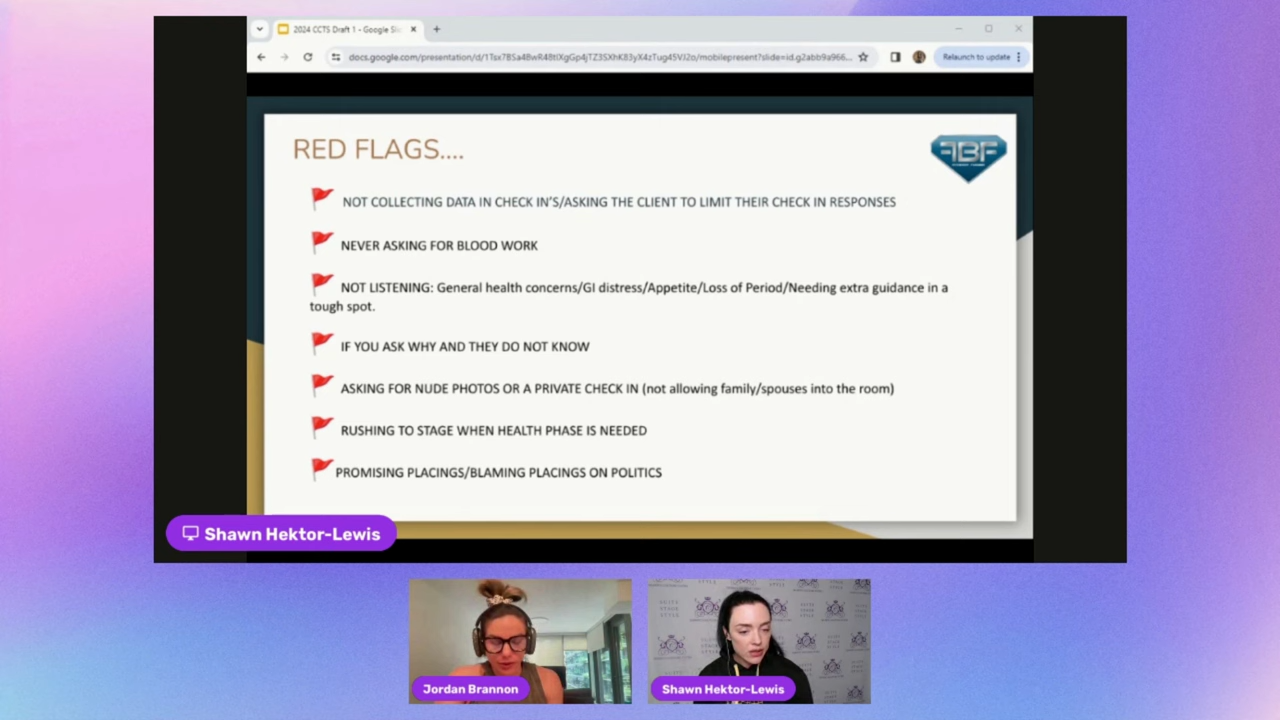 2024 CCTS Draft 1 - Google Sli
Relaunch to update
RED FLAGS....
FBF
NOT COLLECTING DATA IN CHECK IN'S/ASKING THE CLIENT TO LIMIT THEIR CHECK IN RESPONSES
NEVER ASKING FOR BLOOD WORK
NOT LISTENING: General health concerns/GI distress/Appetite/Loss of Period/Needing extra guidance in a
tough spot.
IF YOU ASK WHY AND THEY DO NOT KNOW
ASKING FOR NUDE PHOTOS OR A PRIVATE CHECK IN (not allowing family/spouses into the room)
RUSHING TO STAGE WHEN HEALTH PHASE IS NEEDED
PROMISING PLACINGS/BLAMING PLACINGS ON POLITICS
Shawn Hektor-Lewis
Jordan Brannon
Shawn Hektor-Lewis